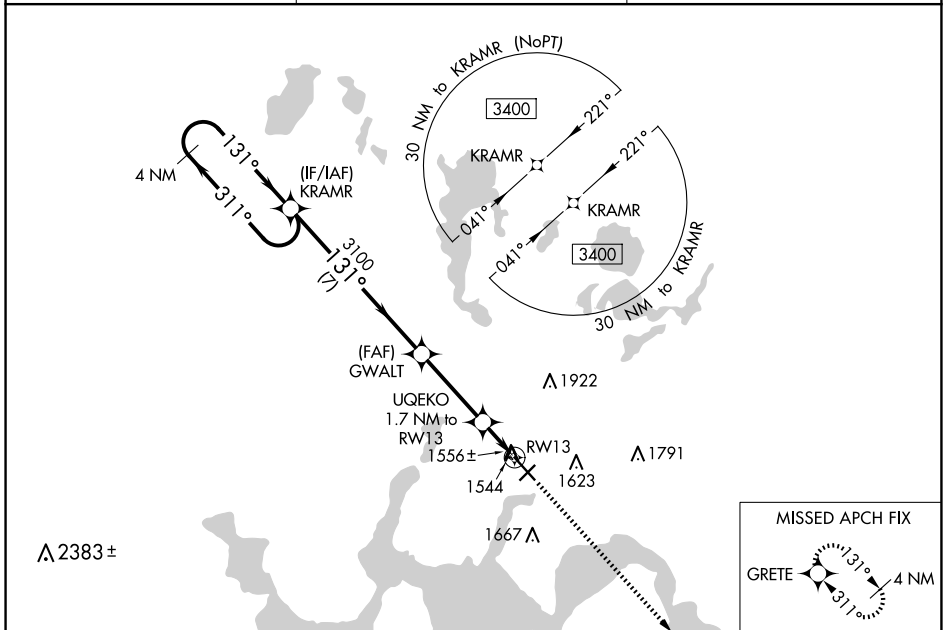 30 NM to KRAMR (NoPT)
3400
221°
KRAMR
041°
221°
KRAMR
041°
3400
30 NM to KRAMR
131°
4 NM
311°
(IF/IAF)
KRAMR
3100
131°
(7)
(FAF)
GWALT
1922
UQEKO
1.7 NM to
RW13
RW13
1556±
1544
1623
1791
1667
2383±
MISSED APCH FIX
GRETE
131°
4 NM
311°